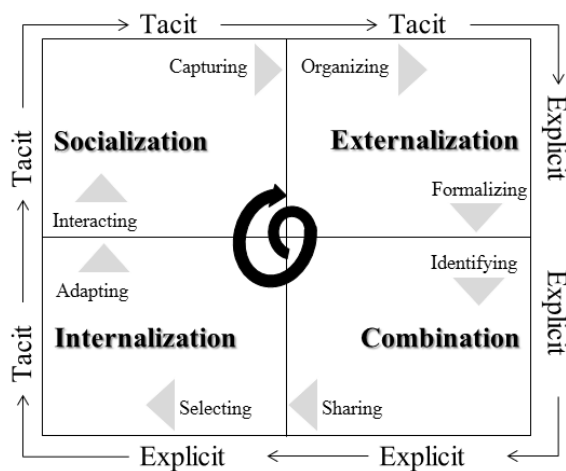 Tacit
Tacit
Capturing
Organizing
Tacit
Socialization
Externalization
Explicit
Interacting
Formalizing
Adapting
Identifying
Tacit
Internalization
Combination
Explicit
Selecting
Sharing
Explicit
Explicit